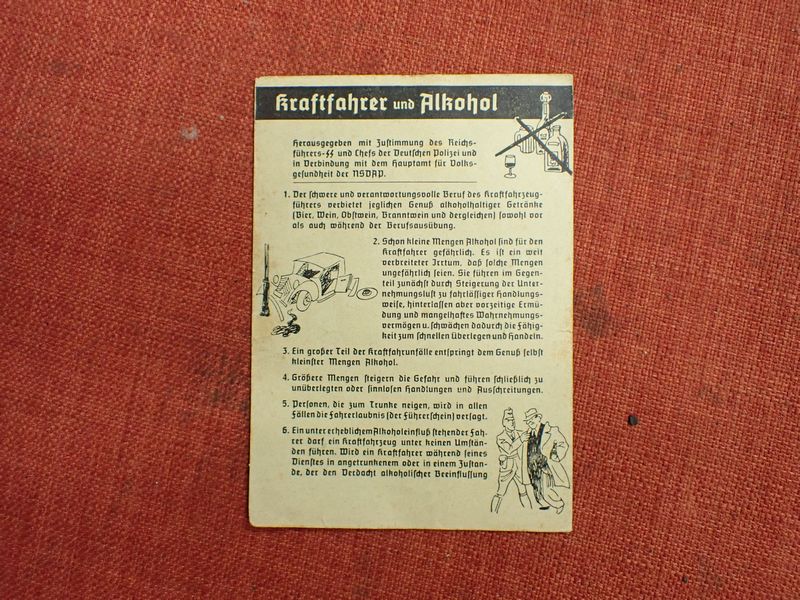 Kraftfahrer und Alkohol
Herausgegeben mit Zustimmung des Reichs-
führers-SS und Chefs der Deutschen Polizei und
in Verbindung mit dem Hauptamt für Volks-
gesundheit der NSDAP.
1. Der schwere und verantwortungsvolle Beruf des Kraftfahrzeug-
führers verbietet jeglichen Genuß alkoholhaltiger Getränke
(Bier, Wein, Obstwein, Branntwein und dergleichen) sowohl vor
als auch während der Berufsausübung.
2. Schon kleine Mengen Alkohol sind für den
Kraftfahrer gefährlich. Es ist ein weit
verbreiteter Irrtum, daß solche Mengen
ungefährlich seien. Sie führen im Gegen-
teil zunächst durch Steigerung der Unter-
nehmungslust zu fahrlässiger Handlungs-
weise, hinterlassen aber vorzeitige Ermü-
dung und mangelhaftes Wahrnehmungs-
vermögen u. schwächen dadurch die Fähig-
keit zum schnellen Überlegen und Handeln.
3. Ein großer Teil der Kraftfahrunfälle entspringt dem Genuß selbst
kleinster Mengen Alkohol.
4. Größere Mengen steigern die Gefahr und führen schließlich zu
unüberlegten oder sinnlosen Handlungen und Ausschreitungen.
5. Personen, die zum Trunke neigen, wird in allen
Fällen die Fahrerlaubnis (der Führerschein) versagt.
6. Ein unter erheblichem Alkoholeinfluß stehender Fah-
rer darf ein Kraftfahrzeug unter keinen Umstän-
den führen. Wird ein Kraftfahrer während seines
Dienstes in angetrunkenem oder in einem Zustan-
de, der den Verdacht alkoholischer Beeinflussung